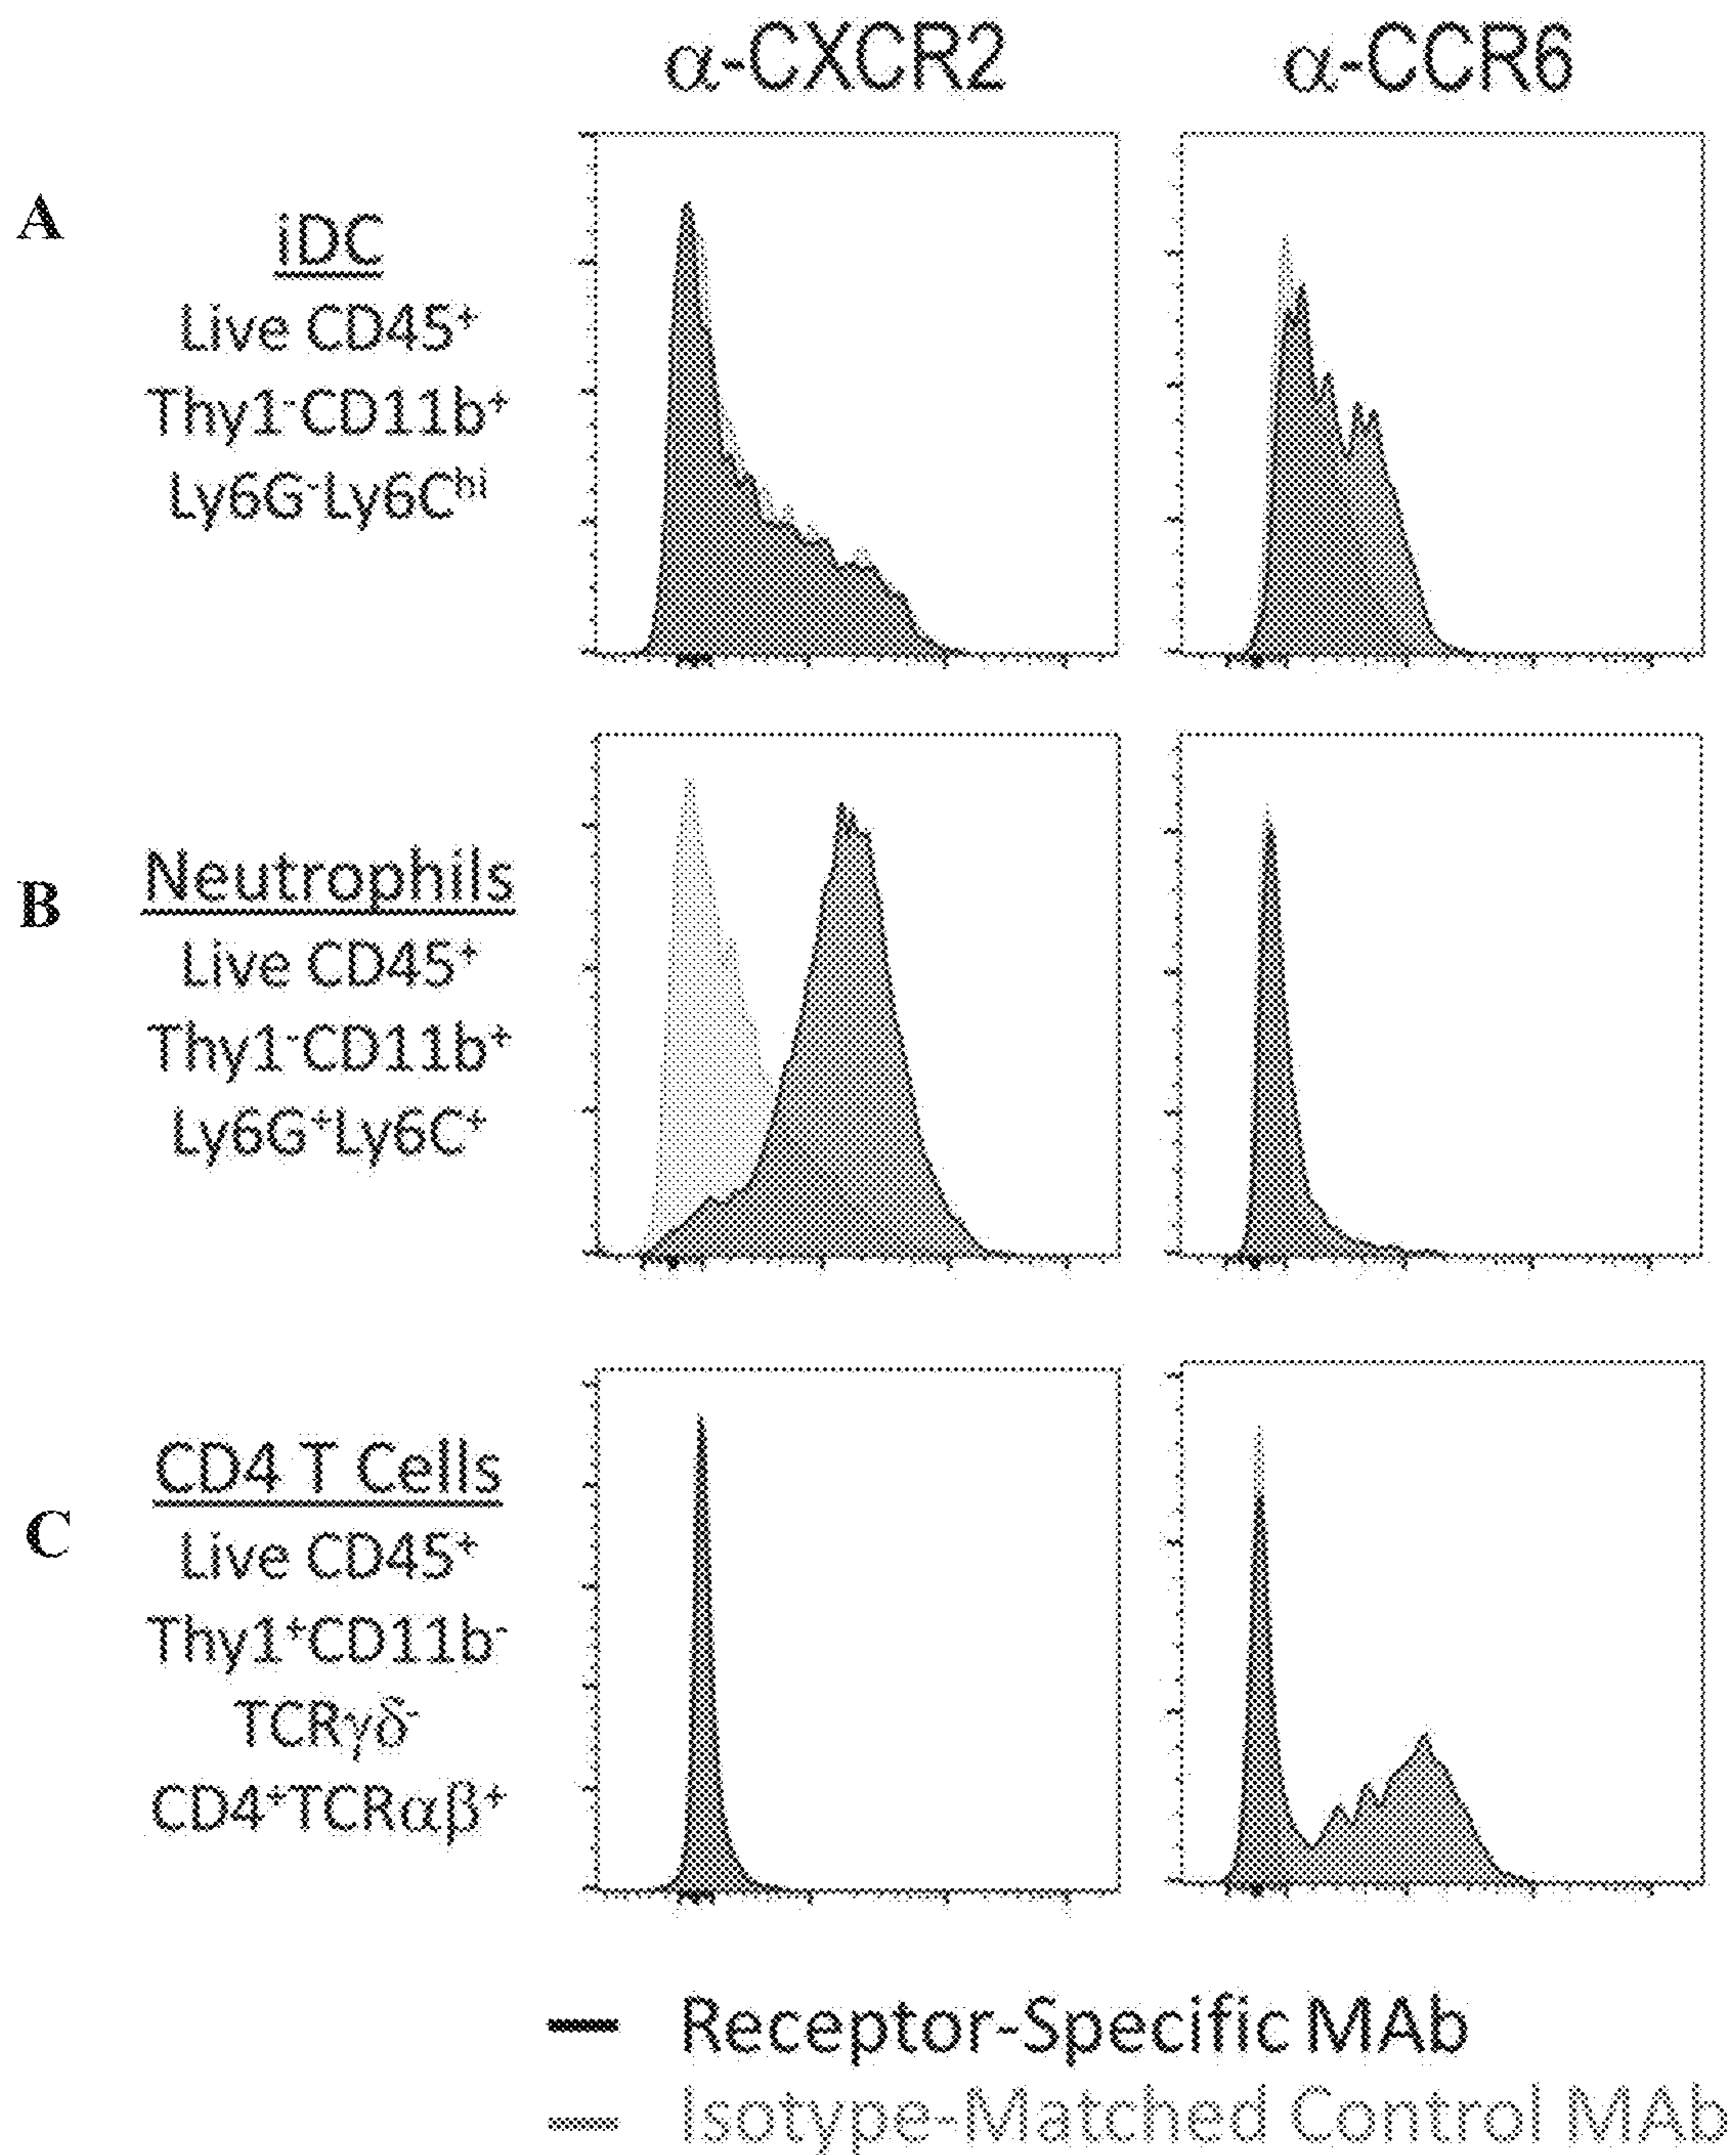 α-CXCR2 α-CCR6
A
iDC
Live CD45⁺
Thy1⁻CD11b⁺
Ly6G⁻Ly6Cʰⁱ
B
Neutrophils
Live CD45⁺
Thy1⁻CD11b⁺
Ly6G⁺Ly6C⁺
C
CD4 T Cells
Live CD45⁺
Thy1⁺CD11b⁻
TCRγδ⁻
CD4⁺TCRαβ⁺
Receptor-Specific MAb
Isotype-Matched Control MAb